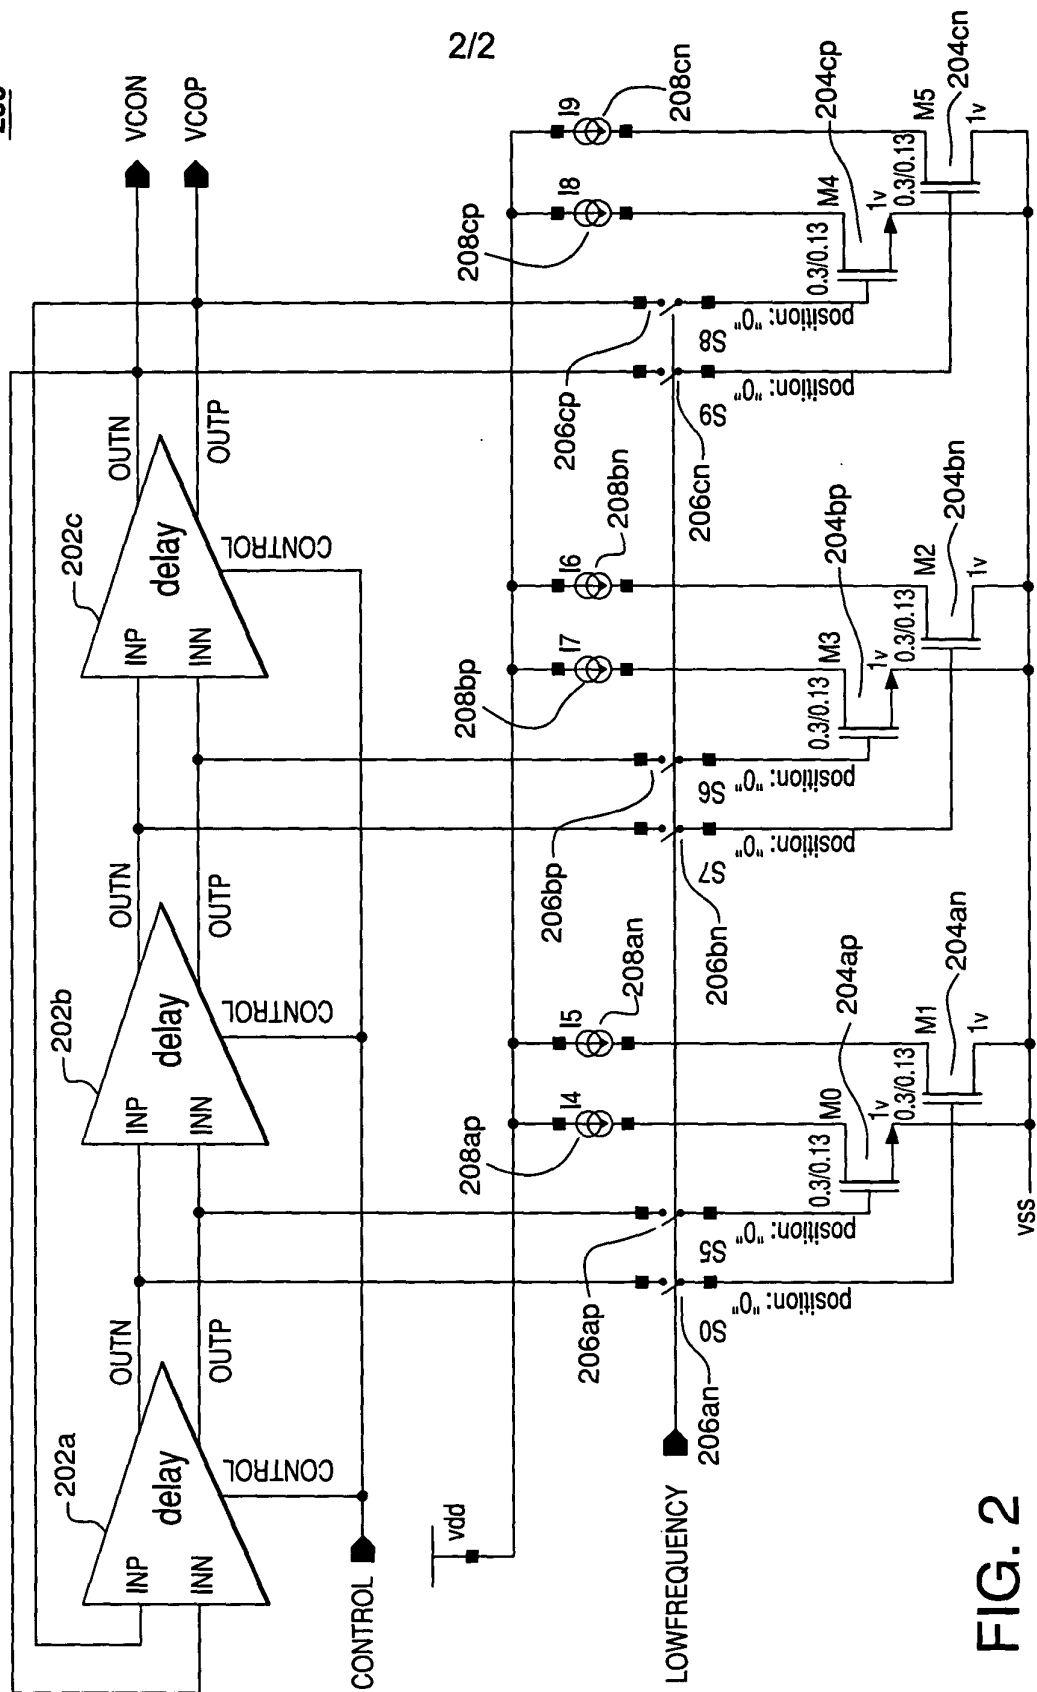 2/2
VCON
VCOP
202a
202b
202c
OUTN
OUTN
OUTN
INP
delay
INP
delay
INP
delay
INN
OUTP
INN
OUTP
INN
OUTP
CONTROL
CONTROL
CONTROL
CONTROL
vdd
208ap
I4
I5
208an
208bp
I7
I6
208bn
208cp
I8
I9
208cn
LOWFREQUENCY
206ap
206bp
206cp
206an
206bn
206cn
S0
S5
S7
S6
S9
S8
position: "0"
position: "0"
position: "0"
position: "0"
position: "0"
position: "0"
0.3/0.13
M0
204ap
0.3/0.13
M3
204bp
0.3/0.13
M4
204cp
1v
1v
1v
0.3/0.13
M1
204an
0.3/0.13
M2
204bn
0.3/0.13
M5
204cn
1v
1v
1v
vss
FIG. 2